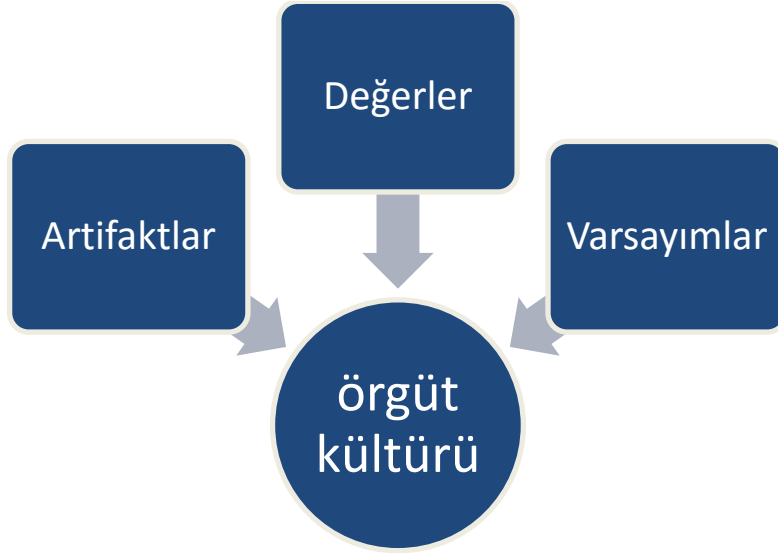 Değerler
Artifaktlar
Varsayımlar
örgüt
kültürü